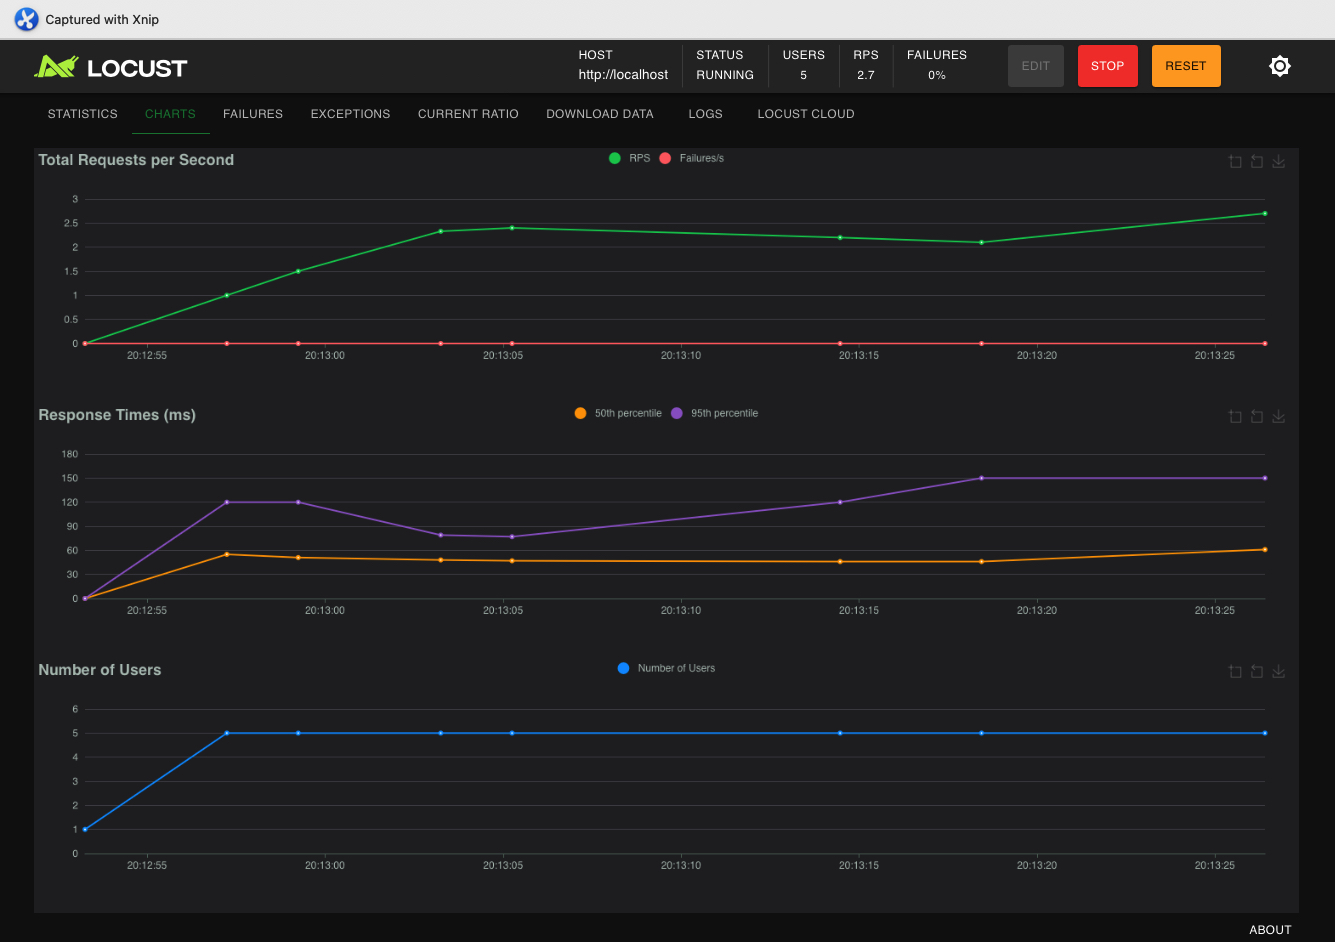 Captured with Xnip
LOCUST
HOST
http://localhost
STATUS
RUNNING
USERS
5
RPS
2.7
FAILURES
0%
EDIT
STOP
RESET
STATISTICS CHARTS FAILURES EXCEPTIONS CURRENT RATIO DOWNLOAD DATA LOGS LOCUST CLOUD
Total Requests per Second
RPS Failures/s
3
2.5
2
1.5
1
0.5
0
20:12:55 20:13:00 20:13:05 20:13:10 20:13:15 20:13:20 20:13:25
Response Times (ms)
50th percentile 95th percentile
180
150
120
90
60
30
0
20:12:55 20:13:00 20:13:05 20:13:10 20:13:15 20:13:20 20:13:25
Number of Users
Number of Users
6
5
4
3
2
1
0
20:12:55 20:13:00 20:13:05 20:13:10 20:13:15 20:13:20 20:13:25
ABOUT